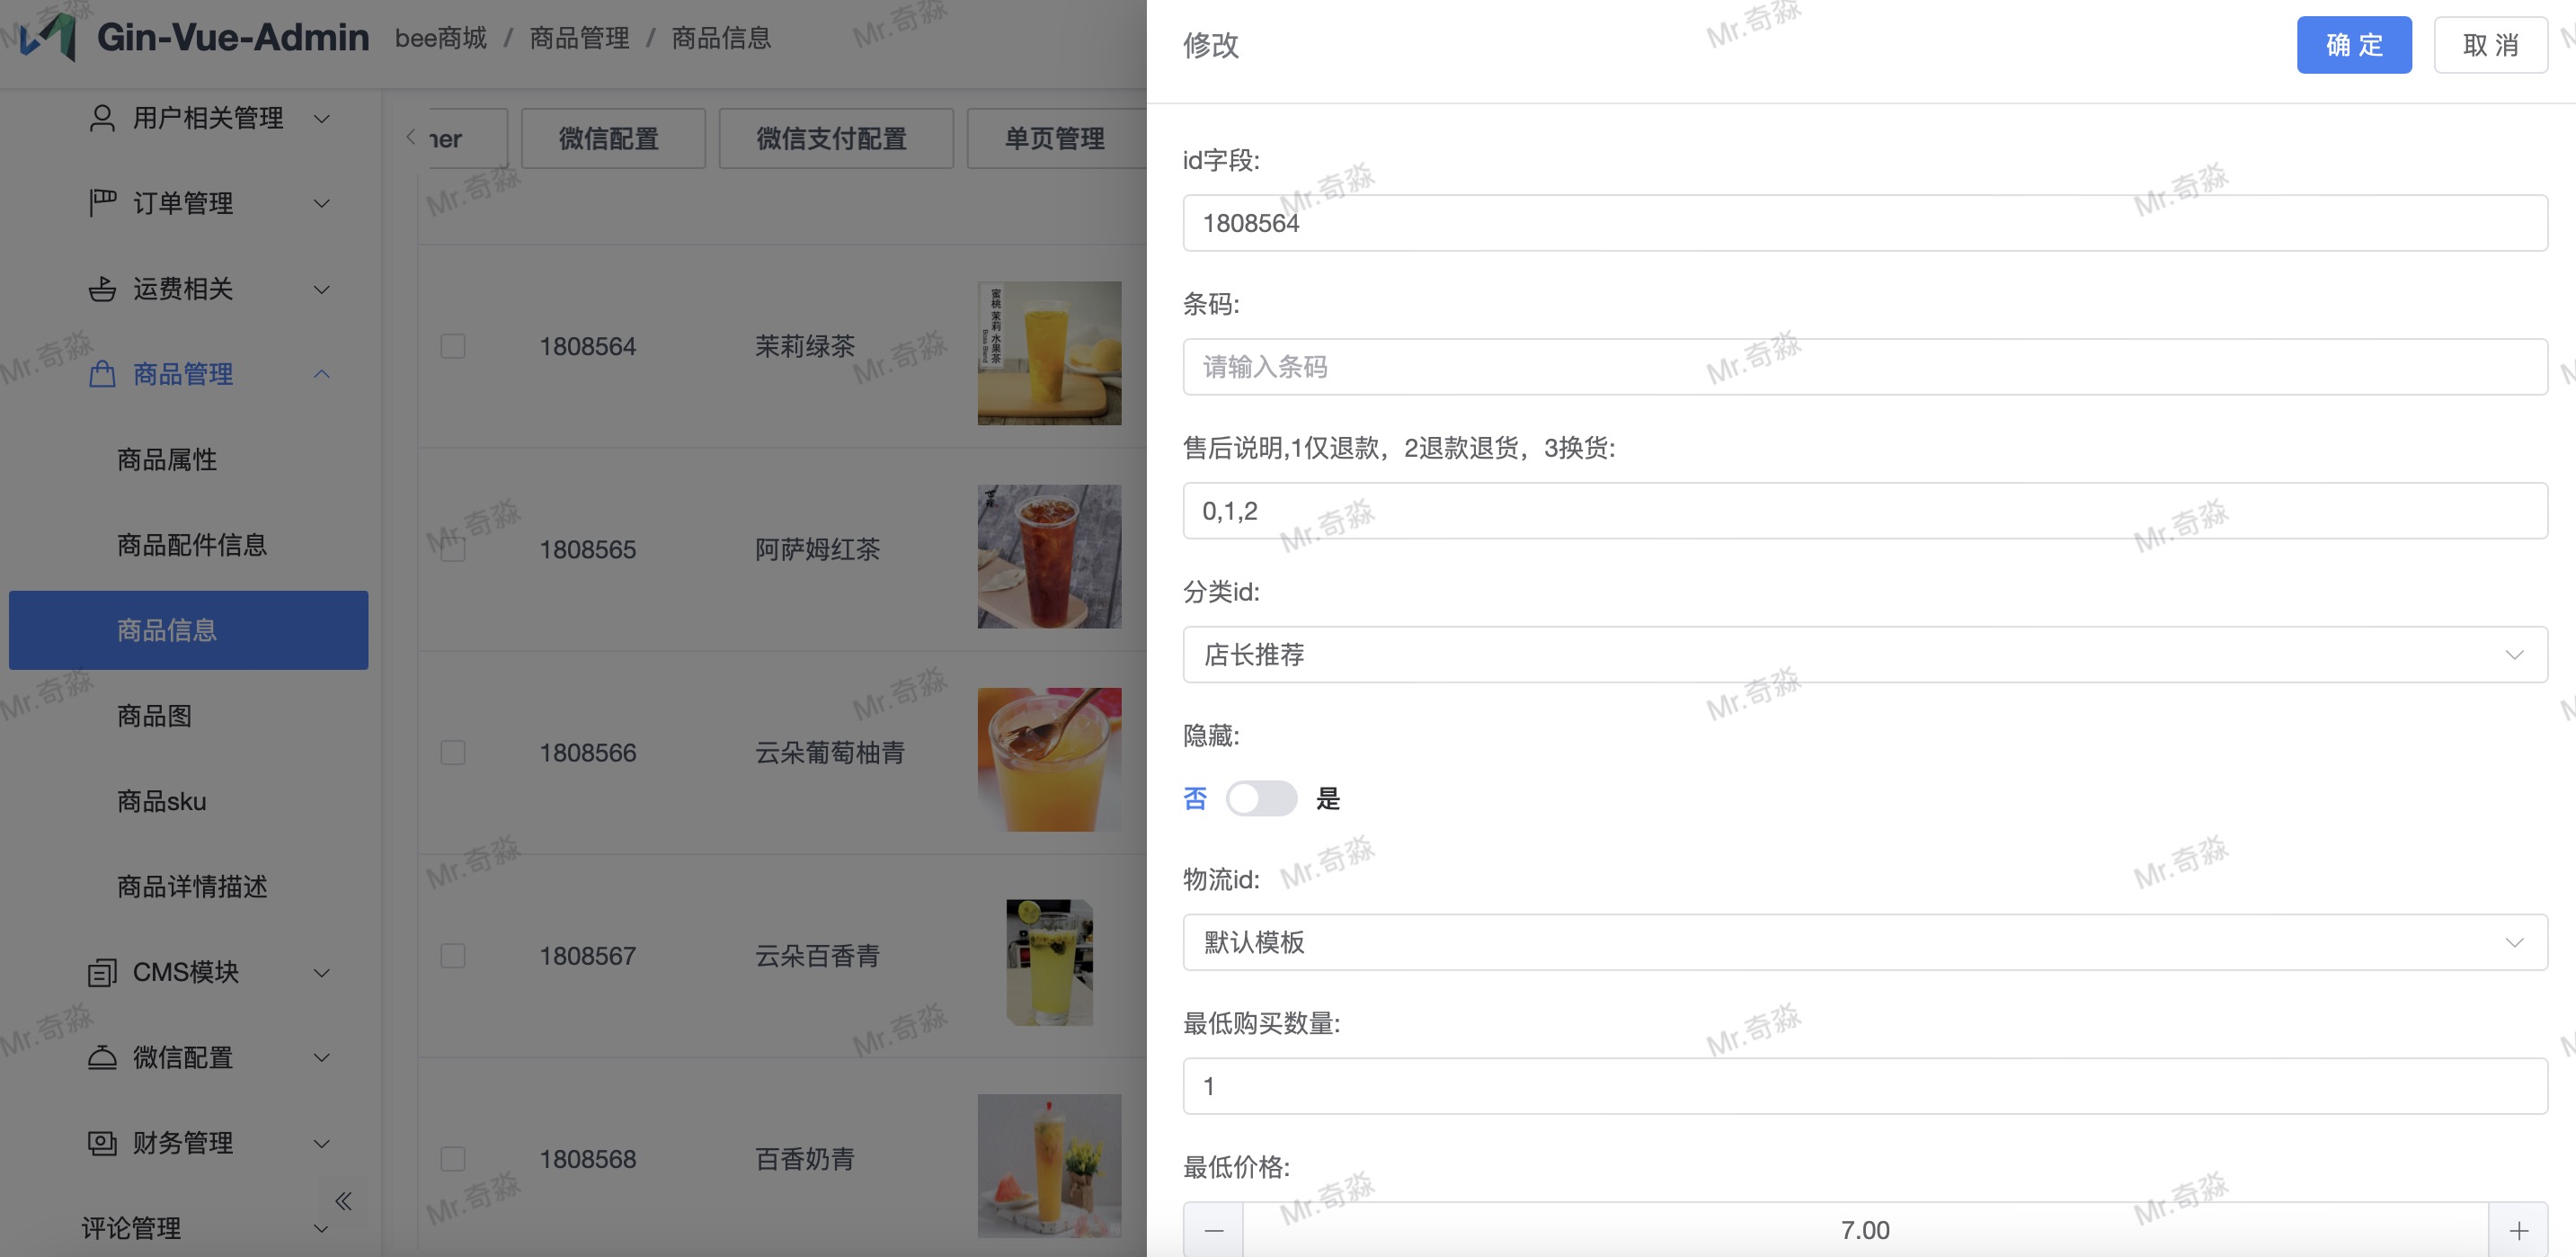 Gin-Vue-Admin
bee商城 / 商品管理 / 商品信息
用户相关管理
订单管理
运费相关
商品管理
商品属性
商品配件信息
商品信息
商品图
商品sku
商品详情描述
CMS模块
微信配置
财务管理
评论管理
ner
微信配置
微信支付配置
单页管理
1808564 茉莉绿茶
蜜桃茉莉水果茶
1808565 阿萨姆红茶
1808566 云朵葡萄柚青
1808567 云朵百香青
1808568 百香奶青
修改
确 定
取 消
id字段:
1808564
条码:
请输入条码
售后说明,1仅退款，2退款退货，3换货:
0,1,2
分类id:
店长推荐
隐藏:
否 是
物流id:
默认模板
最低购买数量:
1
最低价格:
7.00
Mr.奇淼